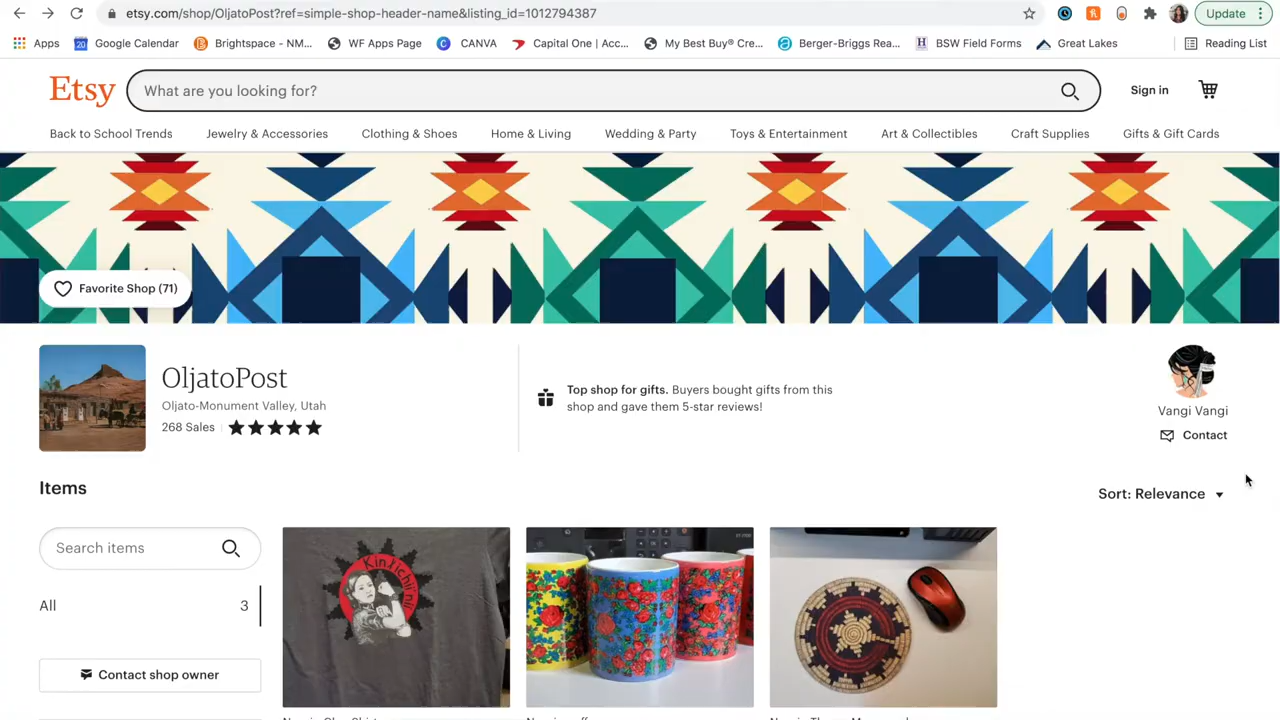 etsy.com/shop/OljatoPost?ref=simple-shop-header-name&listing_id=1012794387
Update
Apps
20
Google Calendar
Brightspace - NM...
WF Apps Page
CANVA
Capital One | Acc...
My Best Buy® Cre...
Berger-Briggs Rea...
BSW Field Forms
Great Lakes
Reading List
Etsy
What are you looking for?
Sign in
Back to School Trends
Jewelry & Accessories
Clothing & Shoes
Home & Living
Wedding & Party
Toys & Entertainment
Art & Collectibles
Craft Supplies
Gifts & Gift Cards
Favorite Shop (71)
OljatoPost
Oljato-Monument Valley, Utah
268 Sales
Top shop for gifts. Buyers bought gifts from this
shop and gave them 5-star reviews!
Vangi Vangi
Contact
Items
Sort: Relevance
Search items
All
3
Contact shop owner